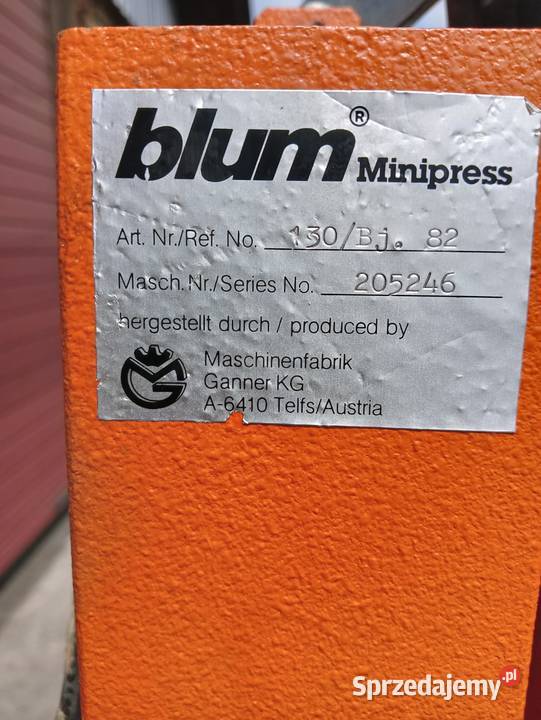 blum® Minipress
Art. Nr./Ref. No. 130/Bj. 82
Masch. Nr./Series No. 205246
hergestellt durch / produced by
Maschinenfabrik
Ganner KG
A-6410 Telfs/Austria
Sprzedajemy.pl